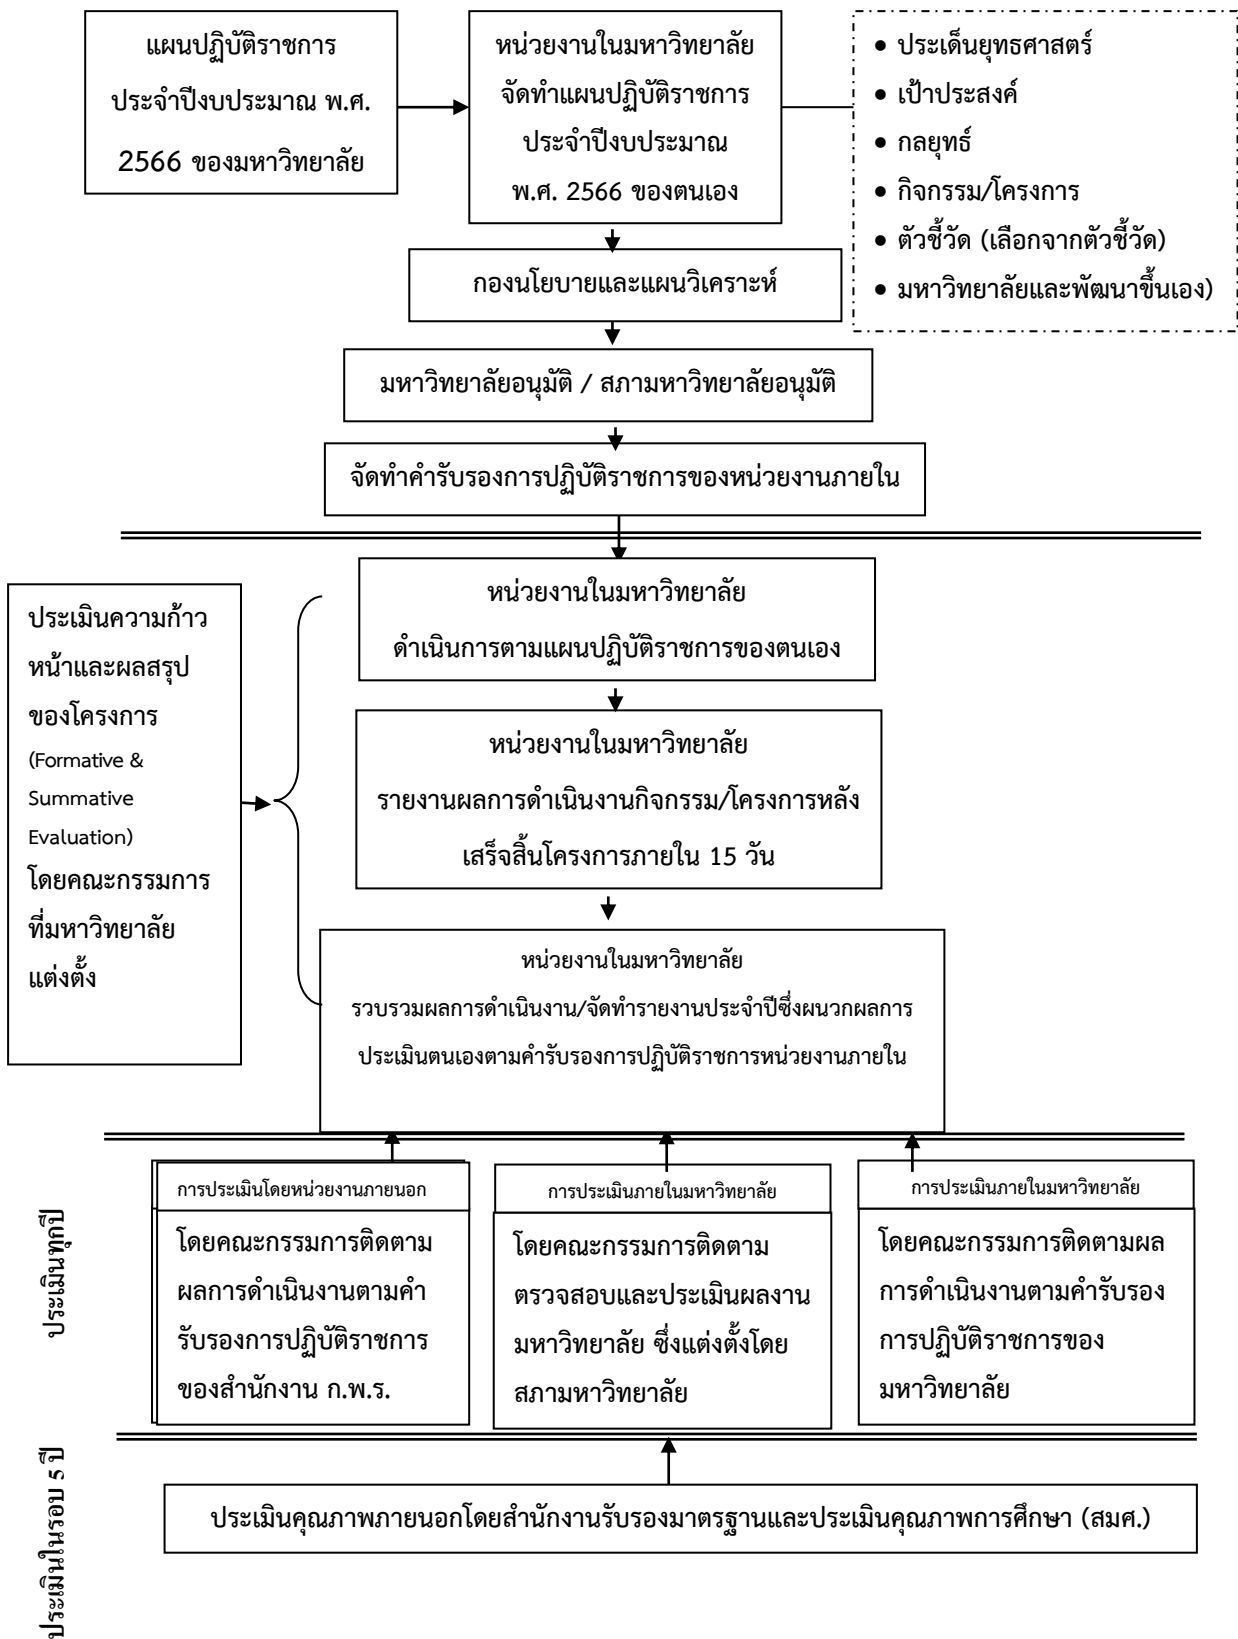 แผนปฏิบัติราชการ
ประจำปีงบประมาณ พ.ศ.
2566 ของมหาวิทยาลัย
หน่วยงานในมหาวิทยาลัย
จัดทำแผนปฏิบัติราชการ
ประจำปีงบประมาณ
พ.ศ. 2566 ของตนเอง
• ประเด็นยุทธศาสตร์
• เป้าประสงค์
• กลยุทธ์
• กิจกรรม/โครงการ
• ตัวชี้วัด (เลือกจากตัวชี้วัด)
• มหาวิทยาลัยและพัฒนาขึ้นเอง)
กองนโยบายและแผนวิเคราะห์
มหาวิทยาลัยอนุมัติ / สภามหาวิทยาลัยอนุมัติ
จัดทำคำรับรองการปฏิบัติราชการของหน่วยงานภายใน
ประเมินความก้าว
หน้าและผลสรุป
ของโครงการ
(Formative &
Summative
Evaluation)
โดยคณะกรรมการ
ที่มหาวิทยาลัย
แต่งตั้ง
หน่วยงานในมหาวิทยาลัย
ดำเนินการตามแผนปฏิบัติราชการของตนเอง
หน่วยงานในมหาวิทยาลัย
รายงานผลการดำเนินงานกิจกรรม/โครงการหลัง
เสร็จสิ้นโครงการภายใน 15 วัน
หน่วยงานในมหาวิทยาลัย
รวบรวมผลการดำเนินงาน/จัดทำรายงานประจำปีซึ่งผนวกผลการ
ประเมินตนเองตามคำรับรองการปฏิบัติราชการหน่วยงานภายใน
ประเมินทุกปี
การประเมินโดยหน่วยงานภายนอก
โดยคณะกรรมการติดตาม
ผลการดำเนินงานตามคำ
รับรองการปฏิบัติราชการ
ของสำนักงาน ก.พ.ร.
การประเมินภายในมหาวิทยาลัย
โดยคณะกรรมการติดตาม
ตรวจสอบและประเมินผลงาน
มหาวิทยาลัย ซึ่งแต่งตั้งโดย
สภามหาวิทยาลัย
การประเมินภายในมหาวิทยาลัย
โดยคณะกรรมการติดตามผล
การดำเนินงานตามคำรับรอง
การปฏิบัติราชการของ
มหาวิทยาลัย
ประเมินในรอบ 5 ปี
ประเมินคุณภาพภายนอกโดยสำนักงานรับรองมาตรฐานและประเมินคุณภาพการศึกษา (สมศ.)